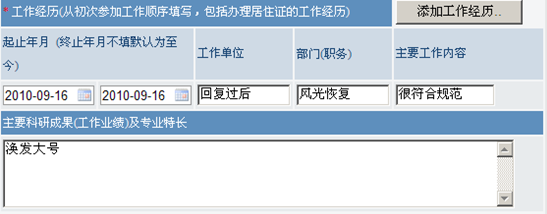 * 工作经历(从初次参加工作顺序填写，包括办理居住证的工作经历) 添加工作经历..
起止年月 (终止年月不填默认为至今) 工作单位 部门(职务) 主要工作内容
2010-09-16 2010-09-16 回复过后 风光恢复 很符合规范
主要科研成果(工作业绩)及专业特长
涣发大号